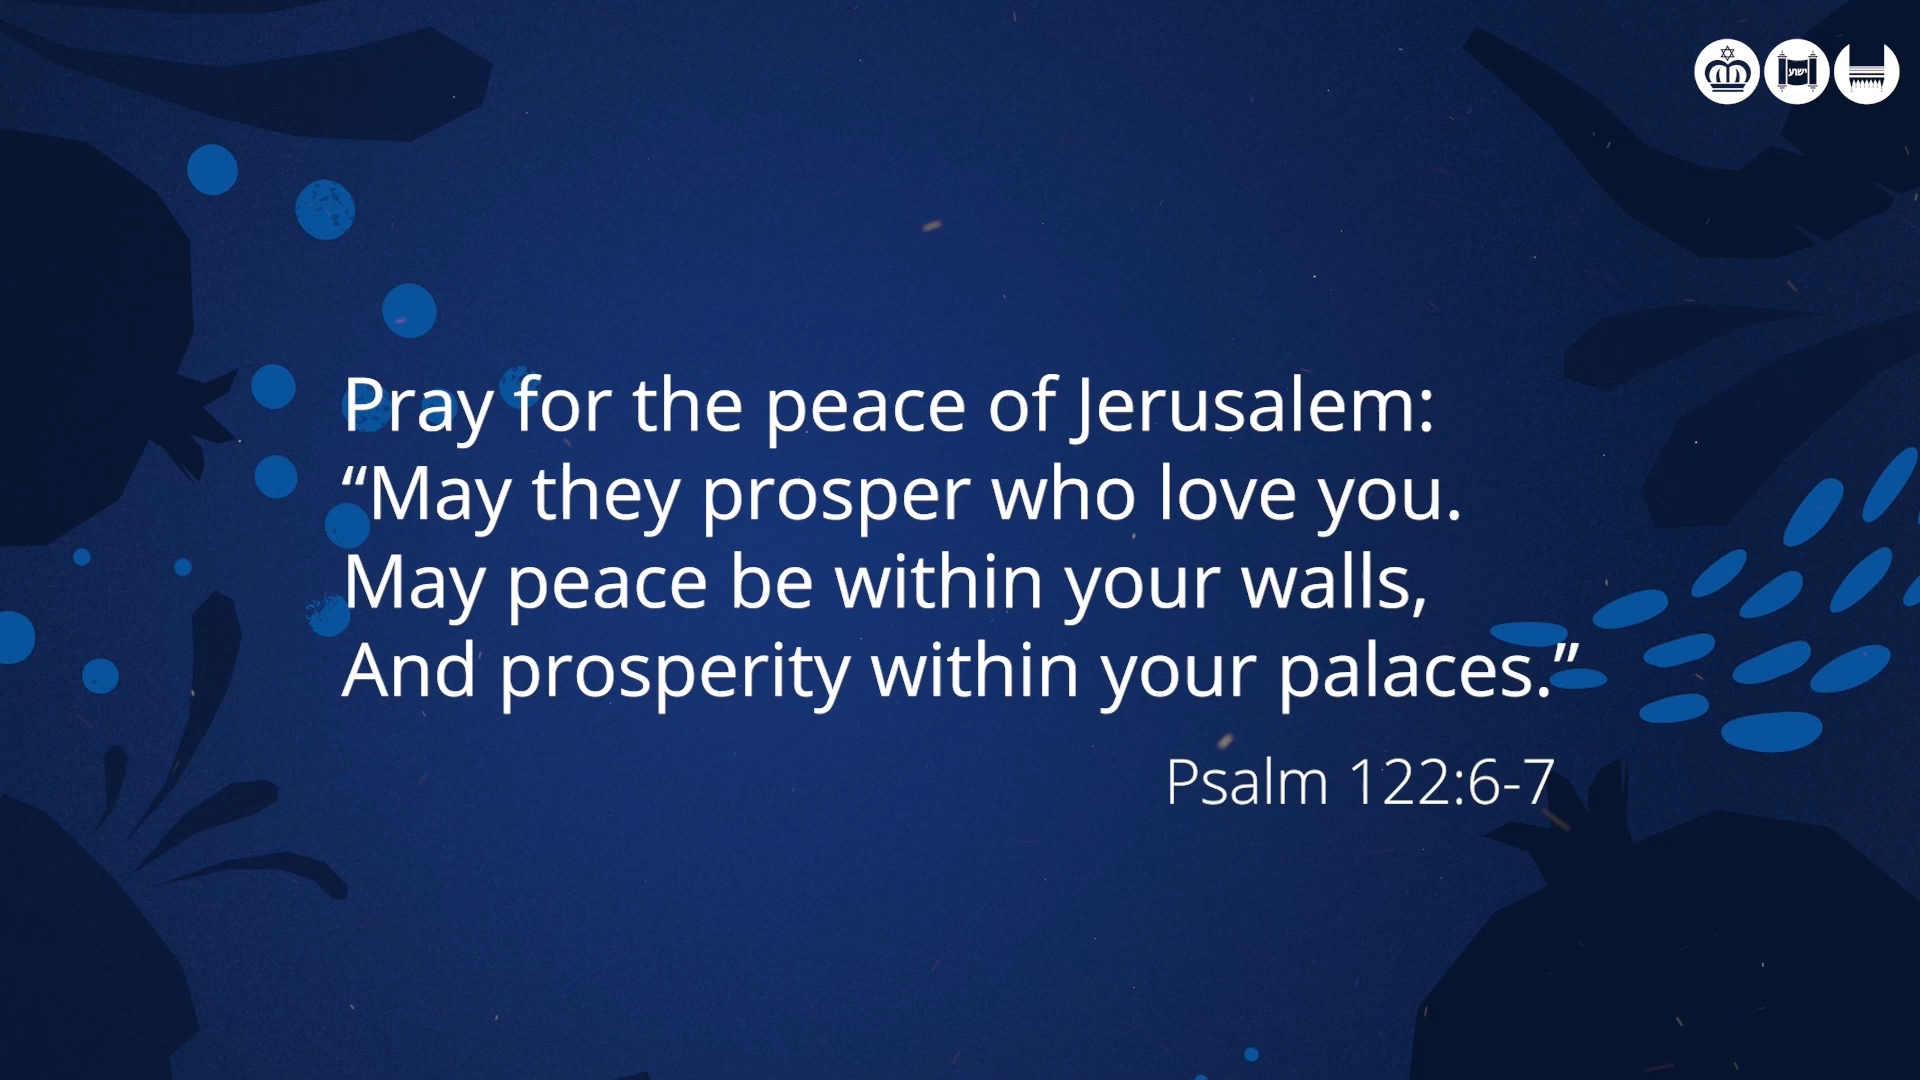 ישוע
Pray for the peace of Jerusalem:
“May they prosper who love you.
May peace be within your walls,
And prosperity within your palaces.”
Psalm 122:6-7